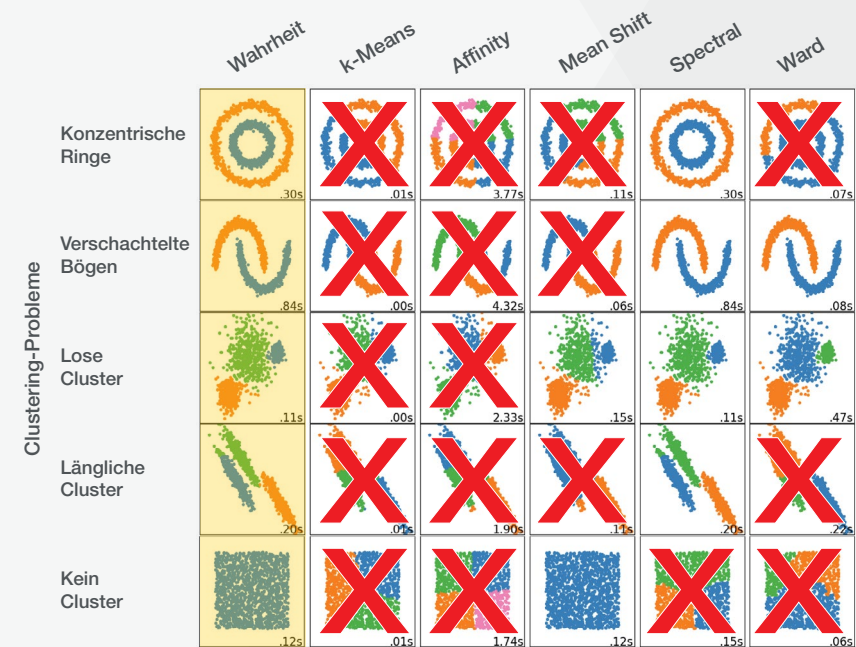 Wahrheit
k-Means
Affinity
Mean Shift
Spectral
Ward
Clustering-Probleme
Konzentrische
Ringe
.30s
.01s
3.77s
.11s
.30s
.07s
Verschachtelte
Bögen
.84s
.00s
4.32s
.06s
.84s
.08s
Lose
Cluster
.11s
.00s
2.33s
.15s
.11s
.47s
Längliche
Cluster
.20s
.01s
1.90s
.11s
.20s
.22s
Kein
Cluster
.12s
.01s
1.74s
.12s
.15s
.06s